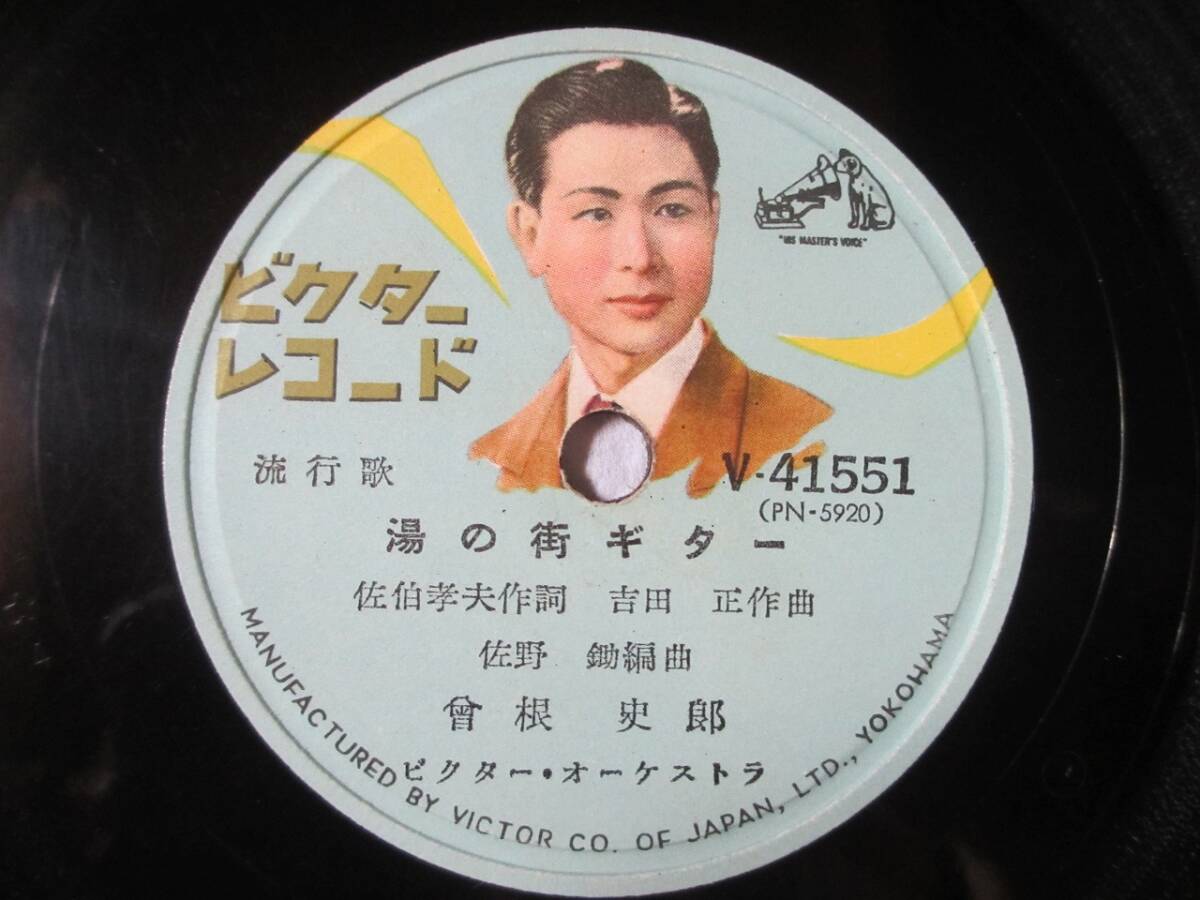 "HIS MASTER'S VOICE"
ビクター
レコード
流行歌
V-41551
(PN-5920)
湯の街ギター
佐伯孝夫作詞 吉田 正作曲
佐野 鋤編曲
曾根 史郎
ビクター・オーケストラ
MANUFACTURED BY VICTOR CO. OF JAPAN, LTD., YOKOHAMA